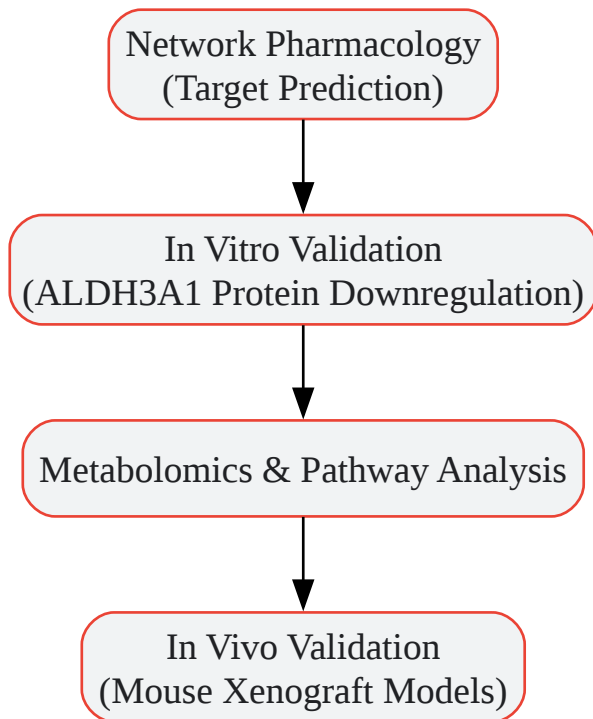 Network Pharmacology
(Target Prediction)
In Vitro Validation
(ALDH3A1 Protein Downregulation)
Metabolomics & Pathway Analysis
In Vivo Validation
(Mouse Xenograft Models)